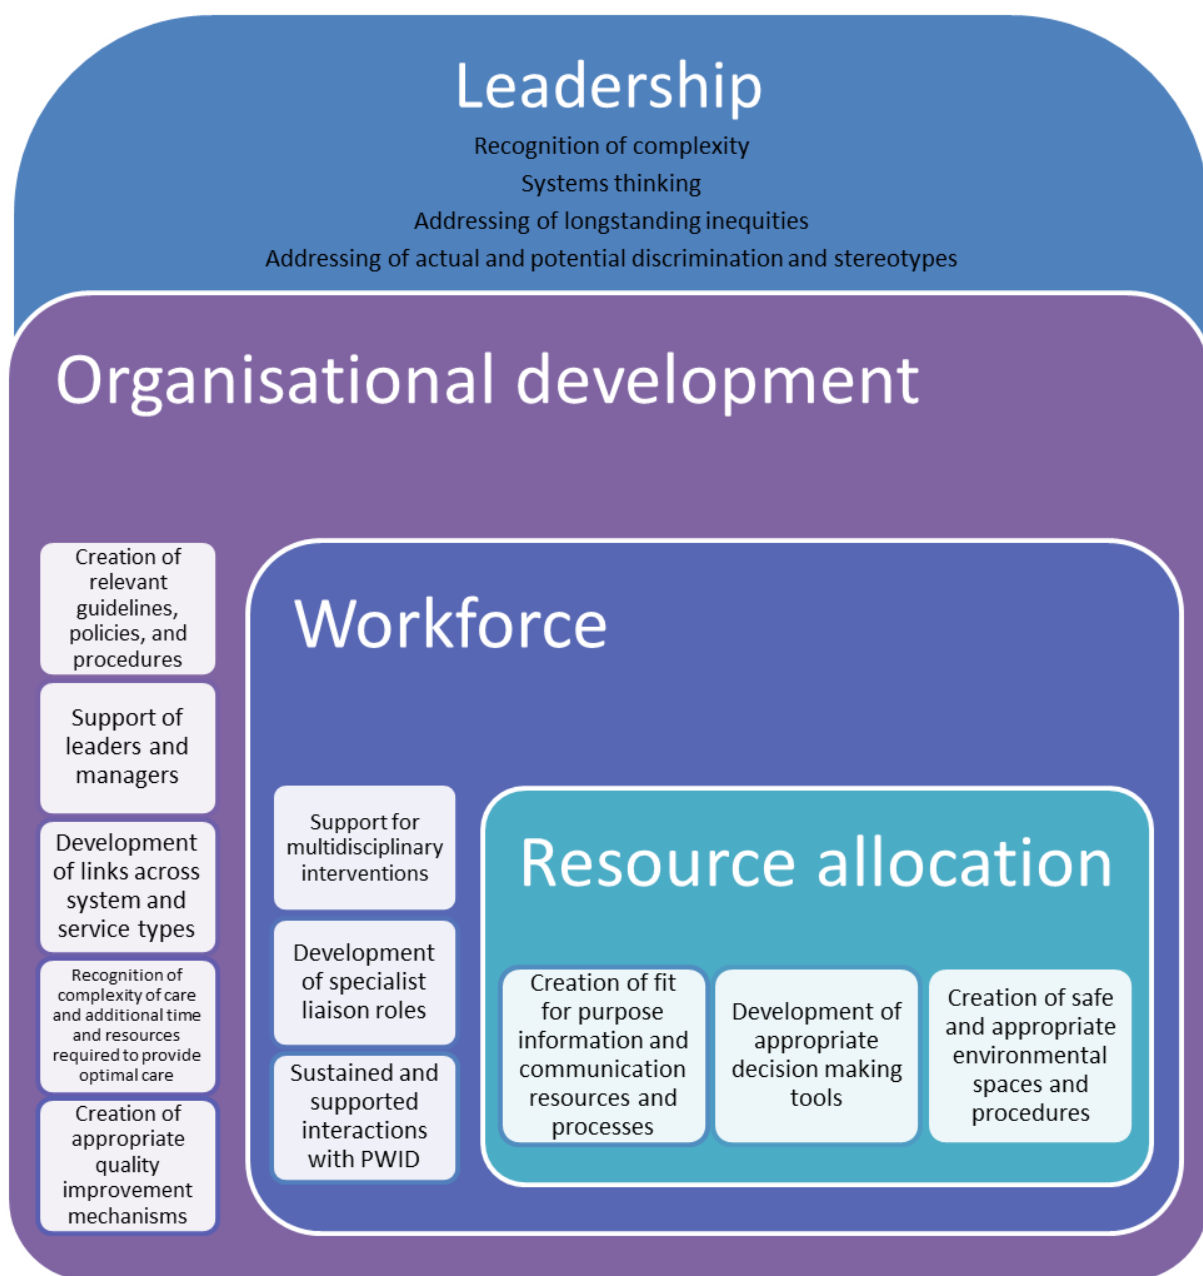 Leadership
Recognition of complexity
Systems thinking
Addressing of longstanding inequities
Addressing of actual and potential discrimination and stereotypes
Organisational development
Creation of
relevant
guidelines,
policies, and
procedures
Support of
leaders and
managers
Development
of links across
system and
service types
Recognition of
complexity of care
and additional time
and resources
required to provide
optimal care
Creation of
appropriate
quality
improvement
mechanisms
Workforce
Support for
multidisciplinary
interventions
Development
of specialist
liaison roles
Sustained and
supported
interactions
with PWID
Resource allocation
Creation of fit
for purpose
information and
communication
resources and
processes
Development of
appropriate
decision making
tools
Creation of safe
and appropriate
environmental
spaces and
procedures